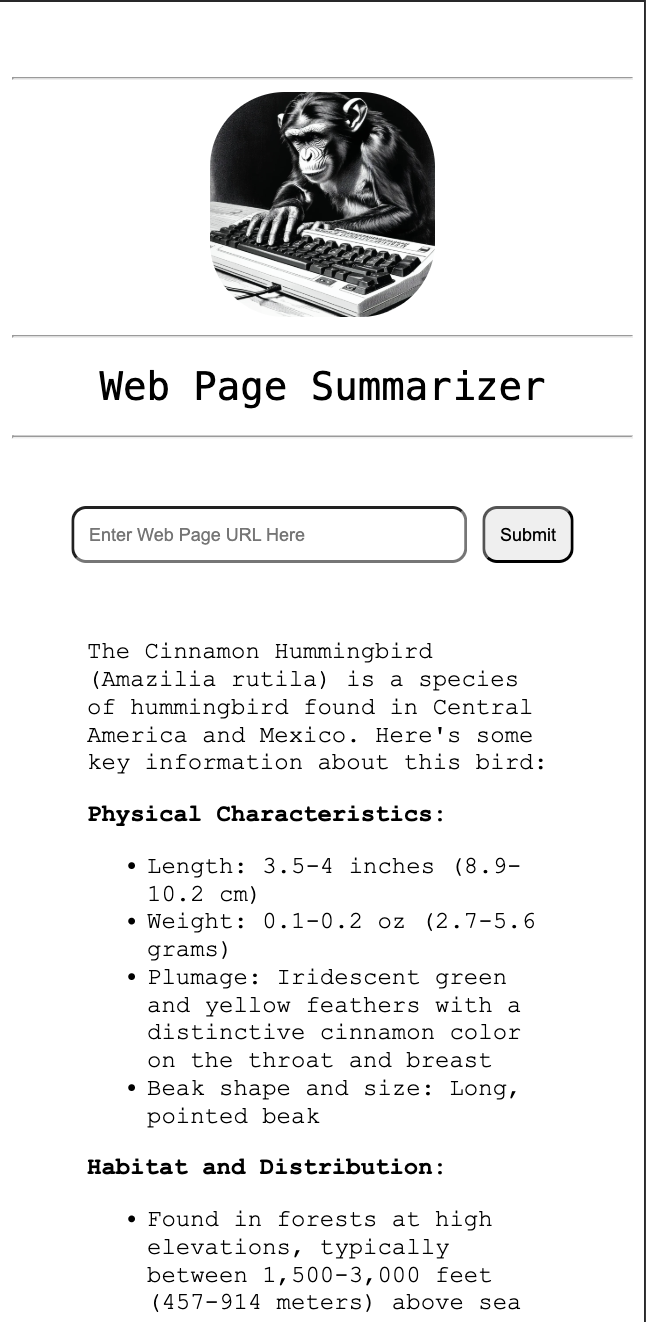 Web Page Summarizer
Enter Web Page URL Here
Submit
The Cinnamon Hummingbird
(Amazilia rutila) is a species
of hummingbird found in Central
America and Mexico. Here's some
key information about this bird:
Physical Characteristics:
• Length: 3.5-4 inches (8.9-
10.2 cm)
• Weight: 0.1-0.2 oz (2.7-5.6
grams)
• Plumage: Iridescent green
and yellow feathers with a
distinctive cinnamon color
on the throat and breast
• Beak shape and size: Long,
pointed beak
Habitat and Distribution:
• Found in forests at high
elevations, typically
between 1,500-3,000 feet
(457-914 meters) above sea